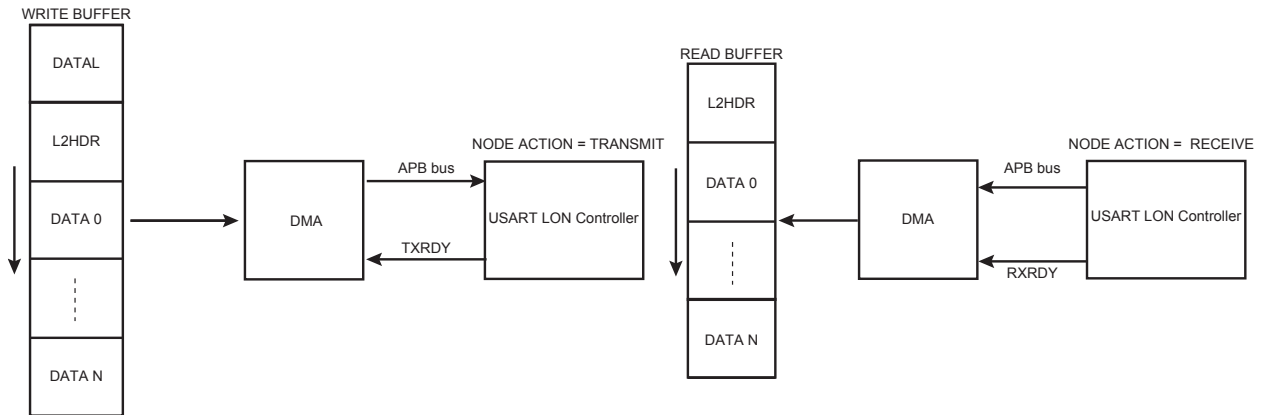 WRITE BUFFER
DATAL
L2HDR
DATA 0
DATA N
DMA
APB bus
TXRDY
NODE ACTION = TRANSMIT
USART LON Controller
READ BUFFER
L2HDR
DATA 0
DATA N
DMA
APB bus
RXRDY
NODE ACTION = RECEIVE
USART LON Controller